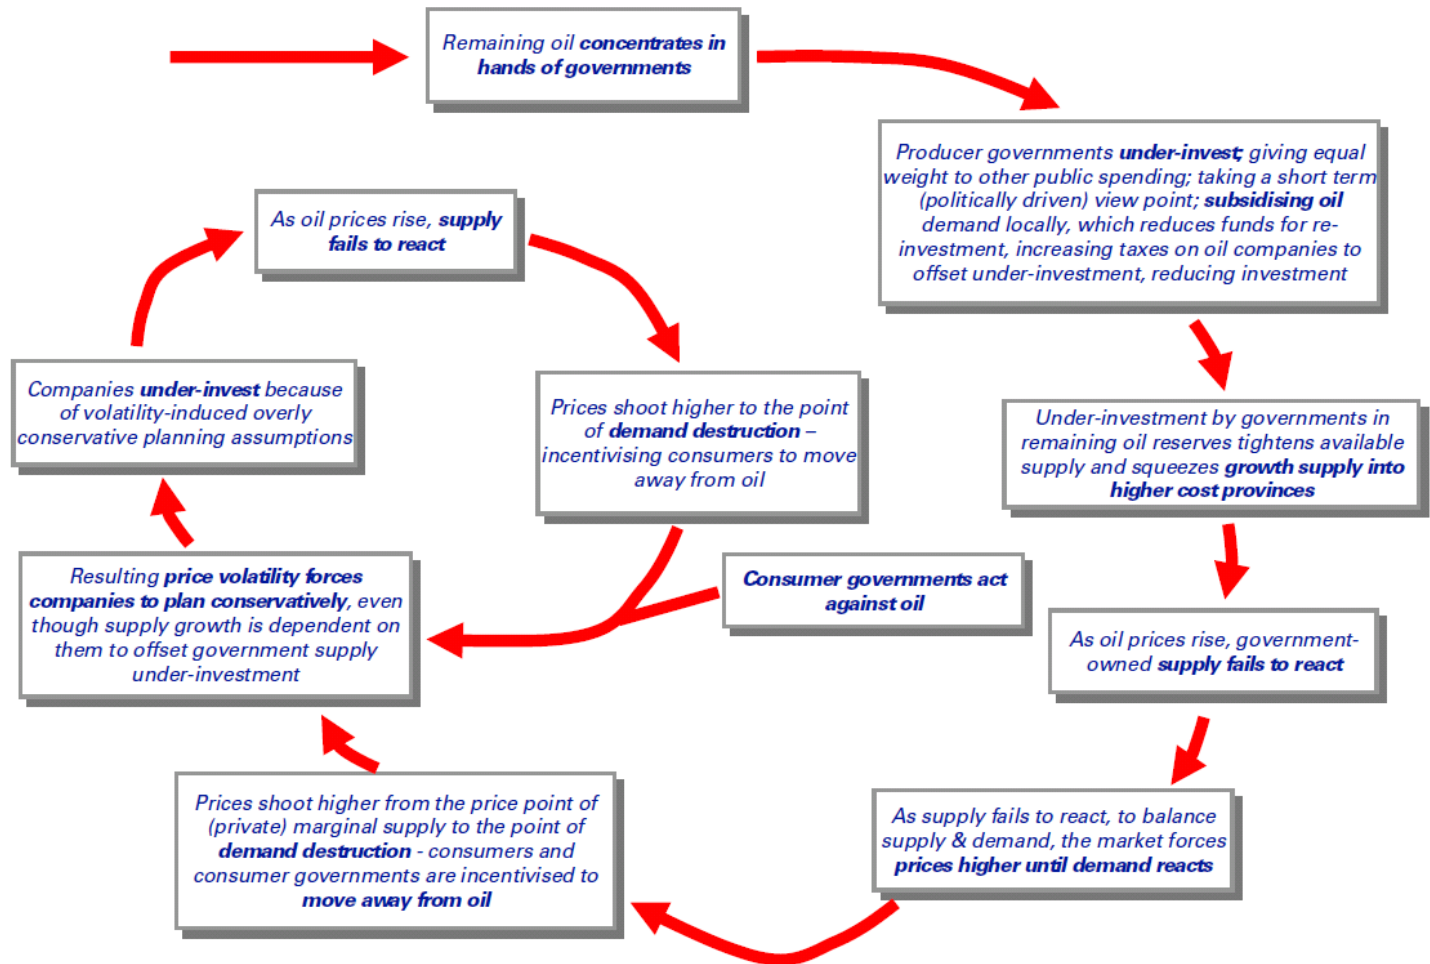 Remaining oil concentrates in
hands of governments
Producer governments under-invest; giving equal
weight to other public spending; taking a short term
(politically driven) view point; subsidising oil
demand locally, which reduces funds for re-
investment, increasing taxes on oil companies to
offset under-investment, reducing investment
Under-investment by governments in
remaining oil reserves tightens available
supply and squeezes growth supply into
higher cost provinces
As oil prices rise, government-
owned supply fails to react
As supply fails to react, to balance
supply & demand, the market forces
prices higher until demand reacts
Prices shoot higher from the price point of
(private) marginal supply to the point of
demand destruction - consumers and
consumer governments are incentivised to
move away from oil
Resulting price volatility forces
companies to plan conservatively, even
though supply growth is dependent on
them to offset government supply
under-investment
Companies under-invest because
of volatility-induced overly
conservative planning assumptions
As oil prices rise, supply
fails to react
Prices shoot higher to the point
of demand destruction –
incentivising consumers to move
away from oil
Consumer governments act
against oil